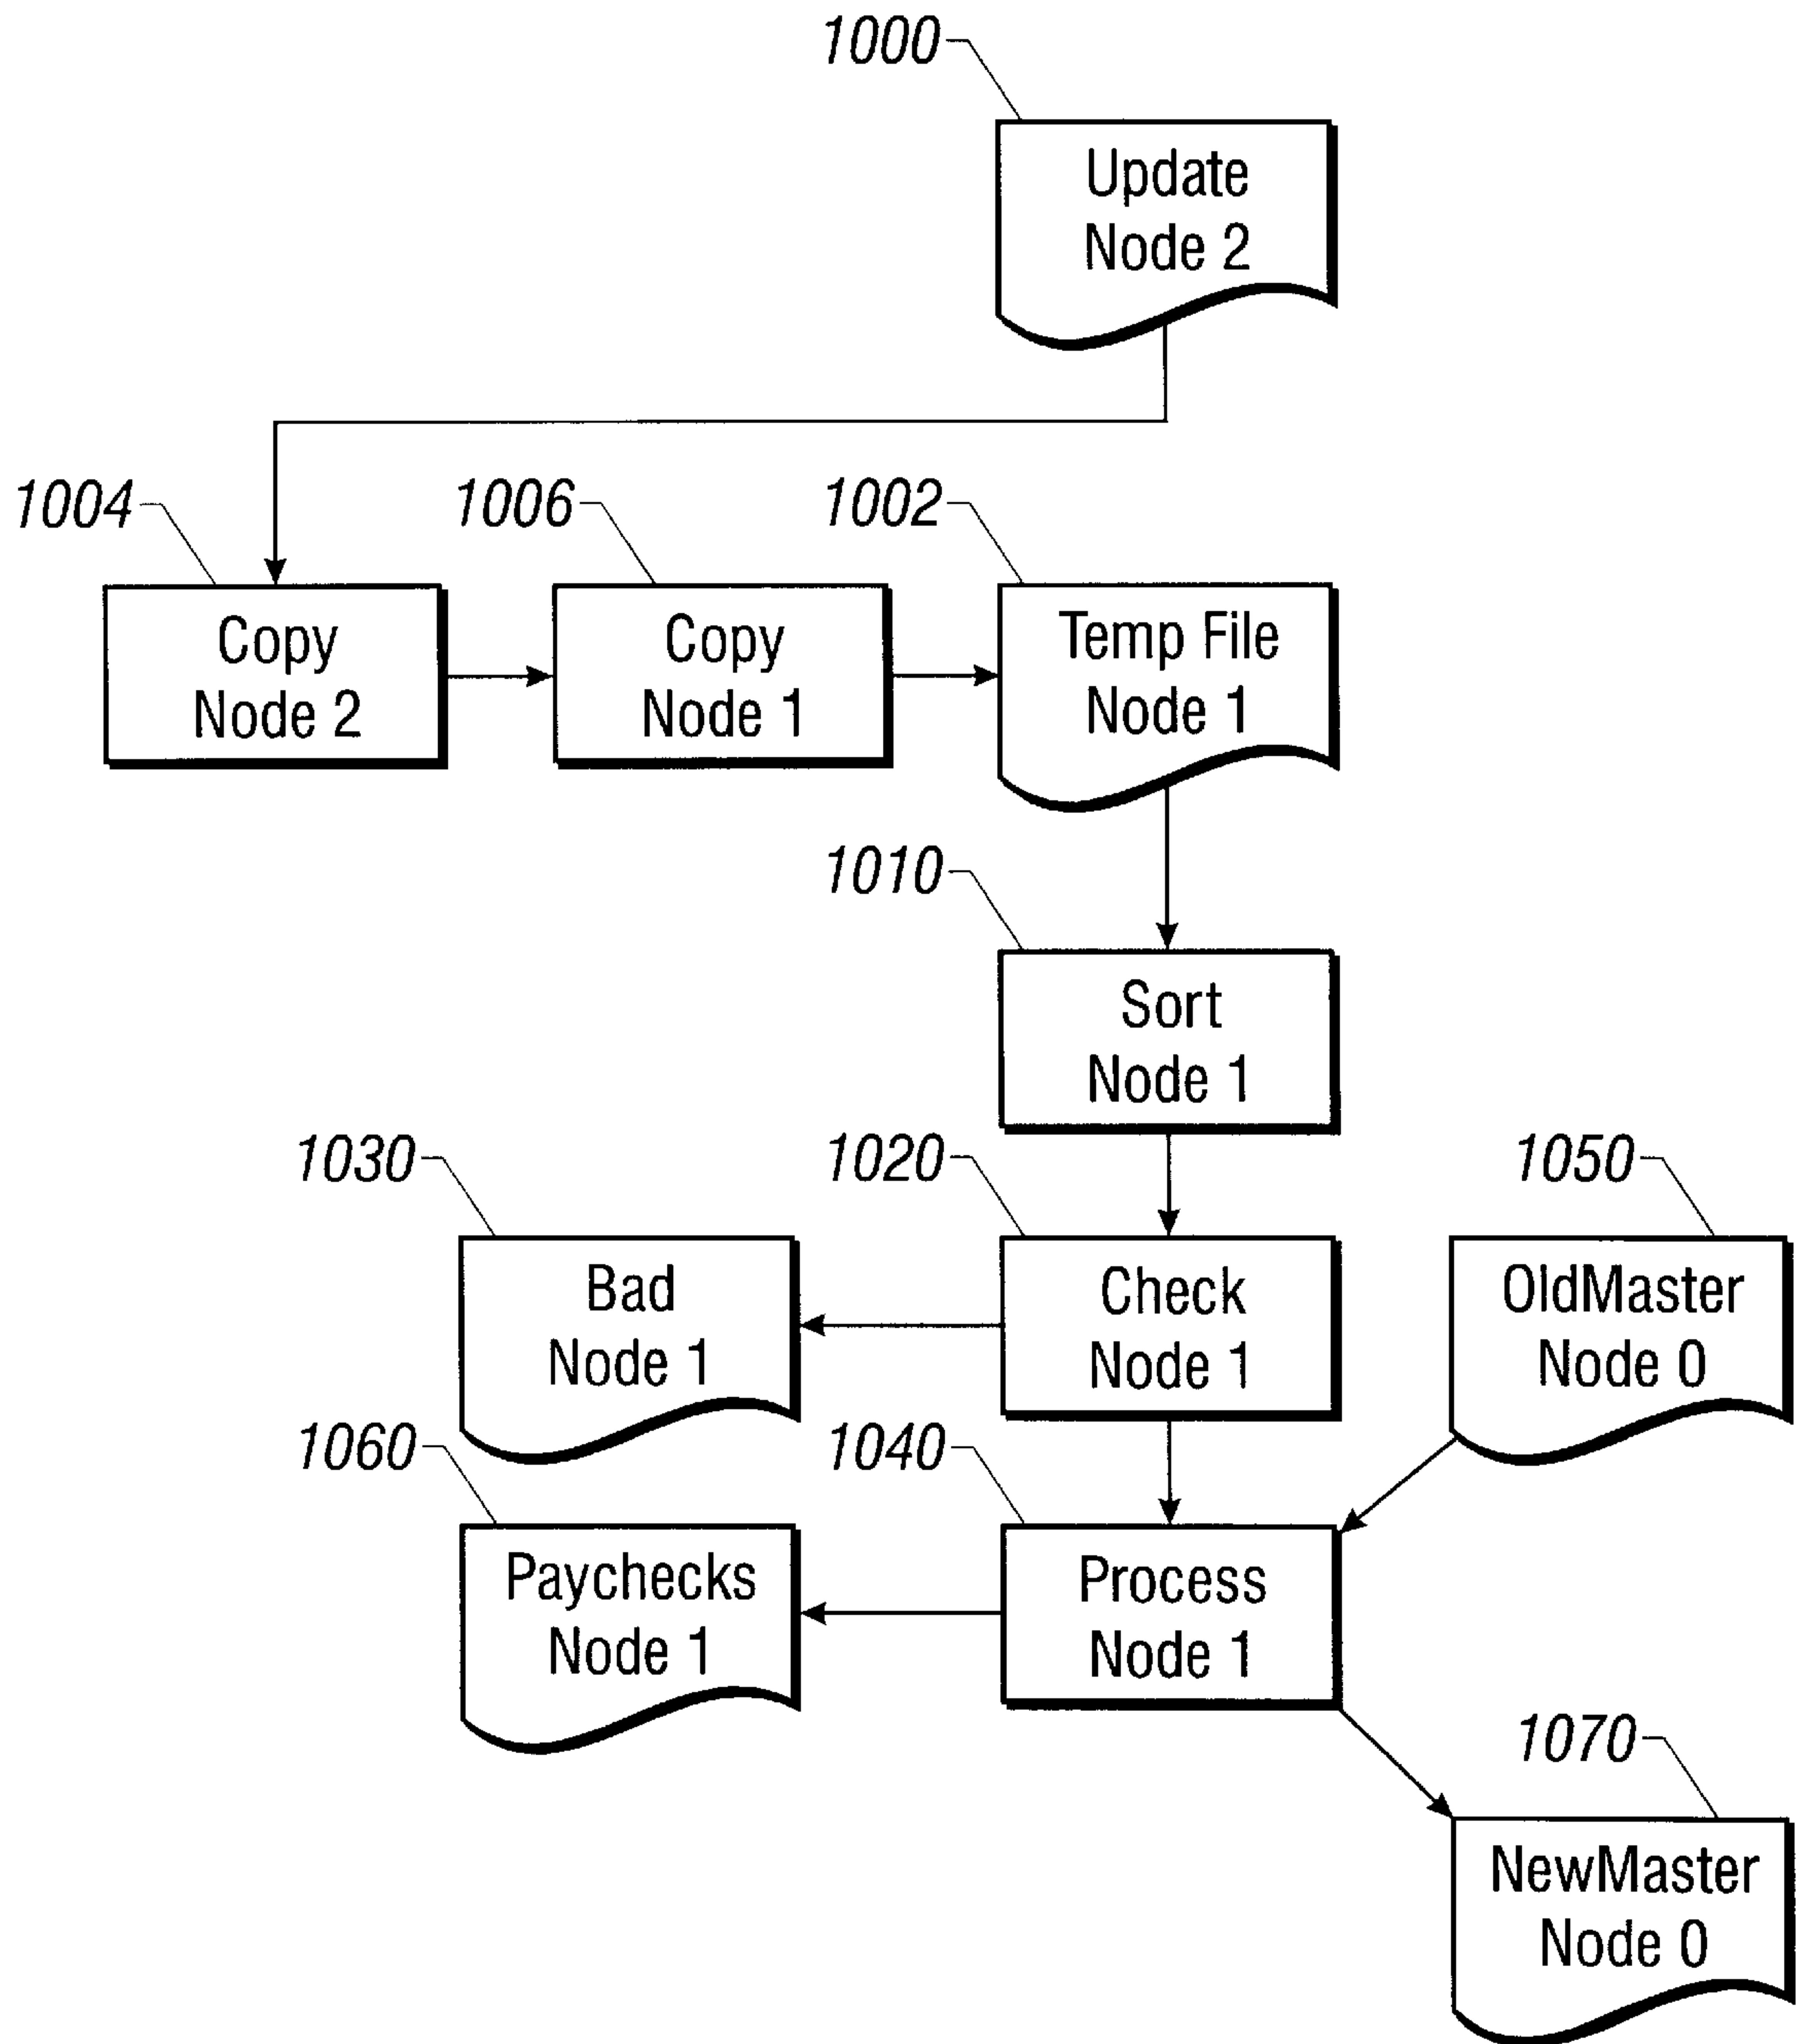 1000
Update
Node 2
1004
1006
1002
Copy
Node 2
Copy
Node 1
Temp File
Node 1
1010
Sort
Node 1
1030
1020
1050
Bad
Node 1
Check
Node 1
OldMaster
Node 0
1060
1040
Paychecks
Node 1
Process
Node 1
1070
NewMaster
Node 0